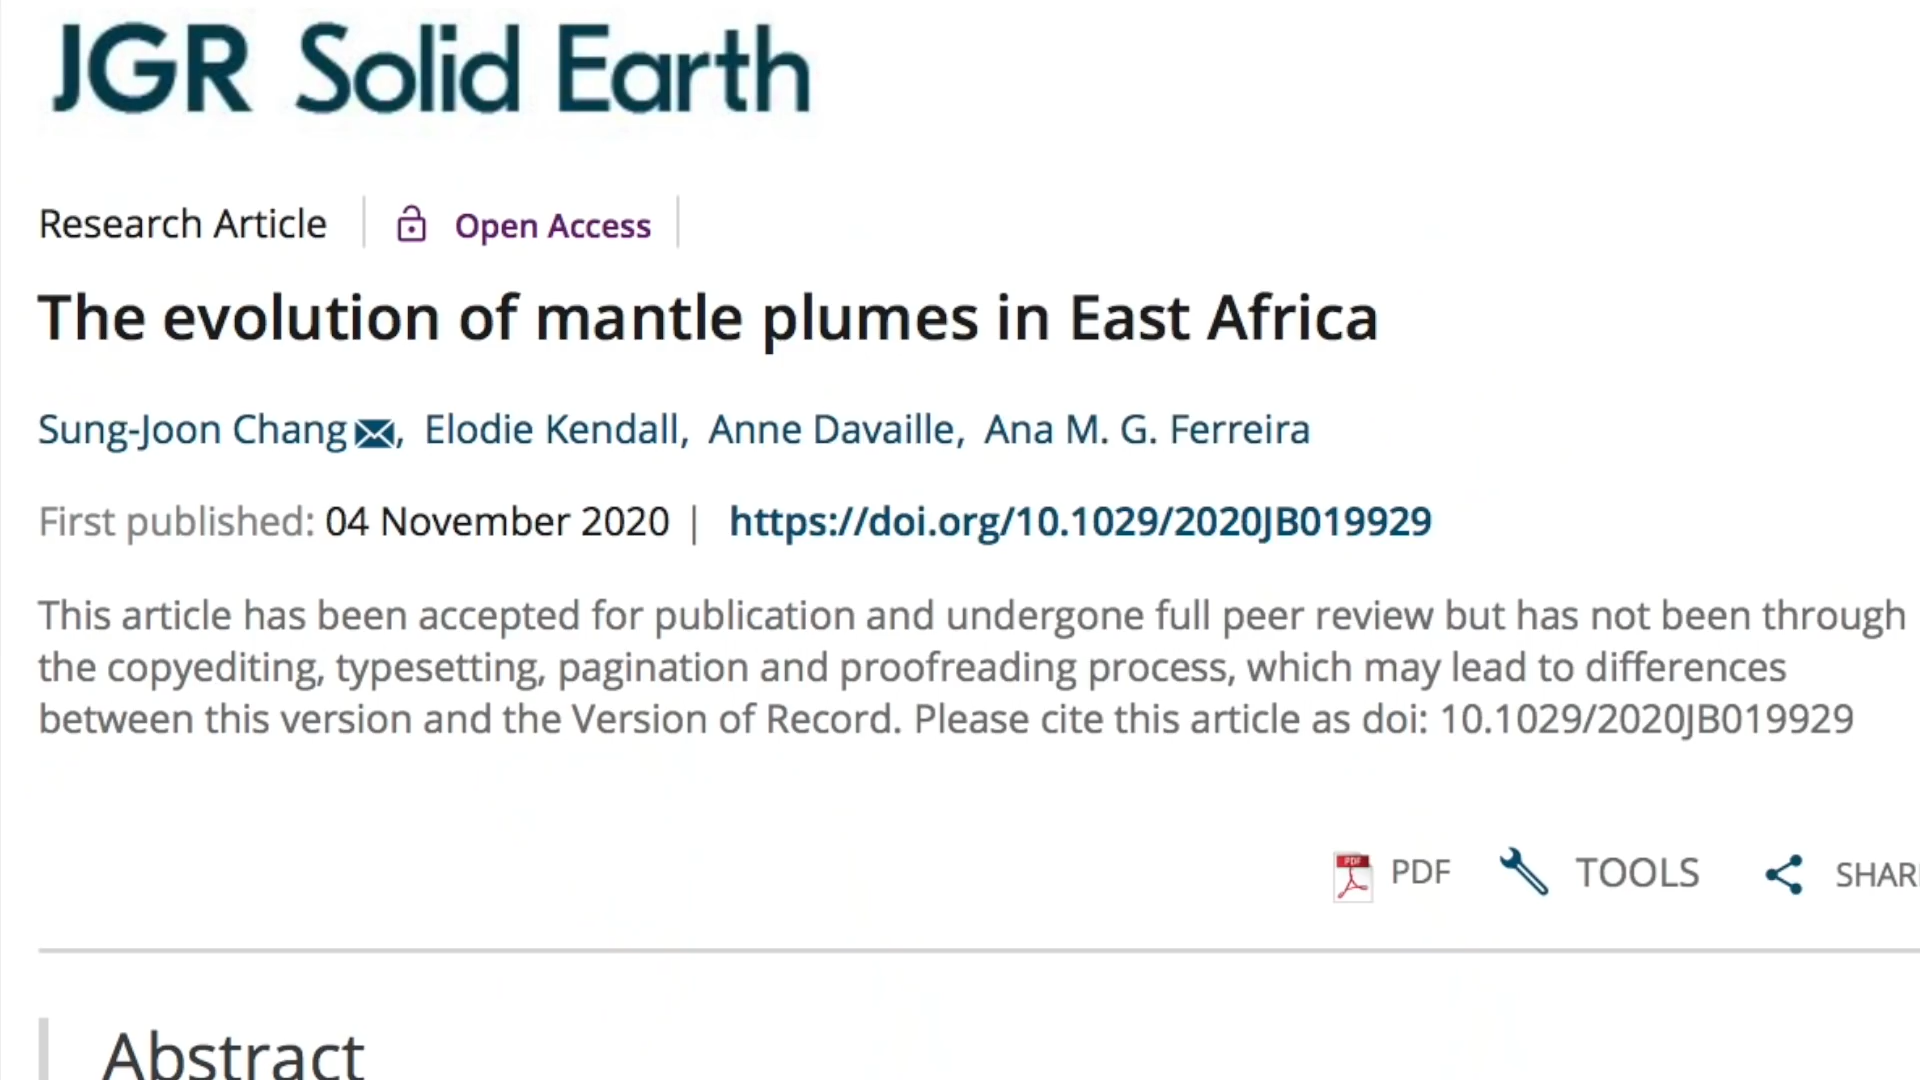 JGR Solid Earth
Research Article | Open Access |
The evolution of mantle plumes in East Africa
Sung-Joon Chang, Elodie Kendall, Anne Davaille, Ana M. G. Ferreira
First published: 04 November 2020 | https://doi.org/10.1029/2020JB019929
This article has been accepted for publication and undergone full peer review but has not been through
the copyediting, typesetting, pagination and proofreading process, which may lead to differences
between this version and the Version of Record. Please cite this article as doi: 10.1029/2020JB019929
PDF PDF TOOLS SHAR
Abstract